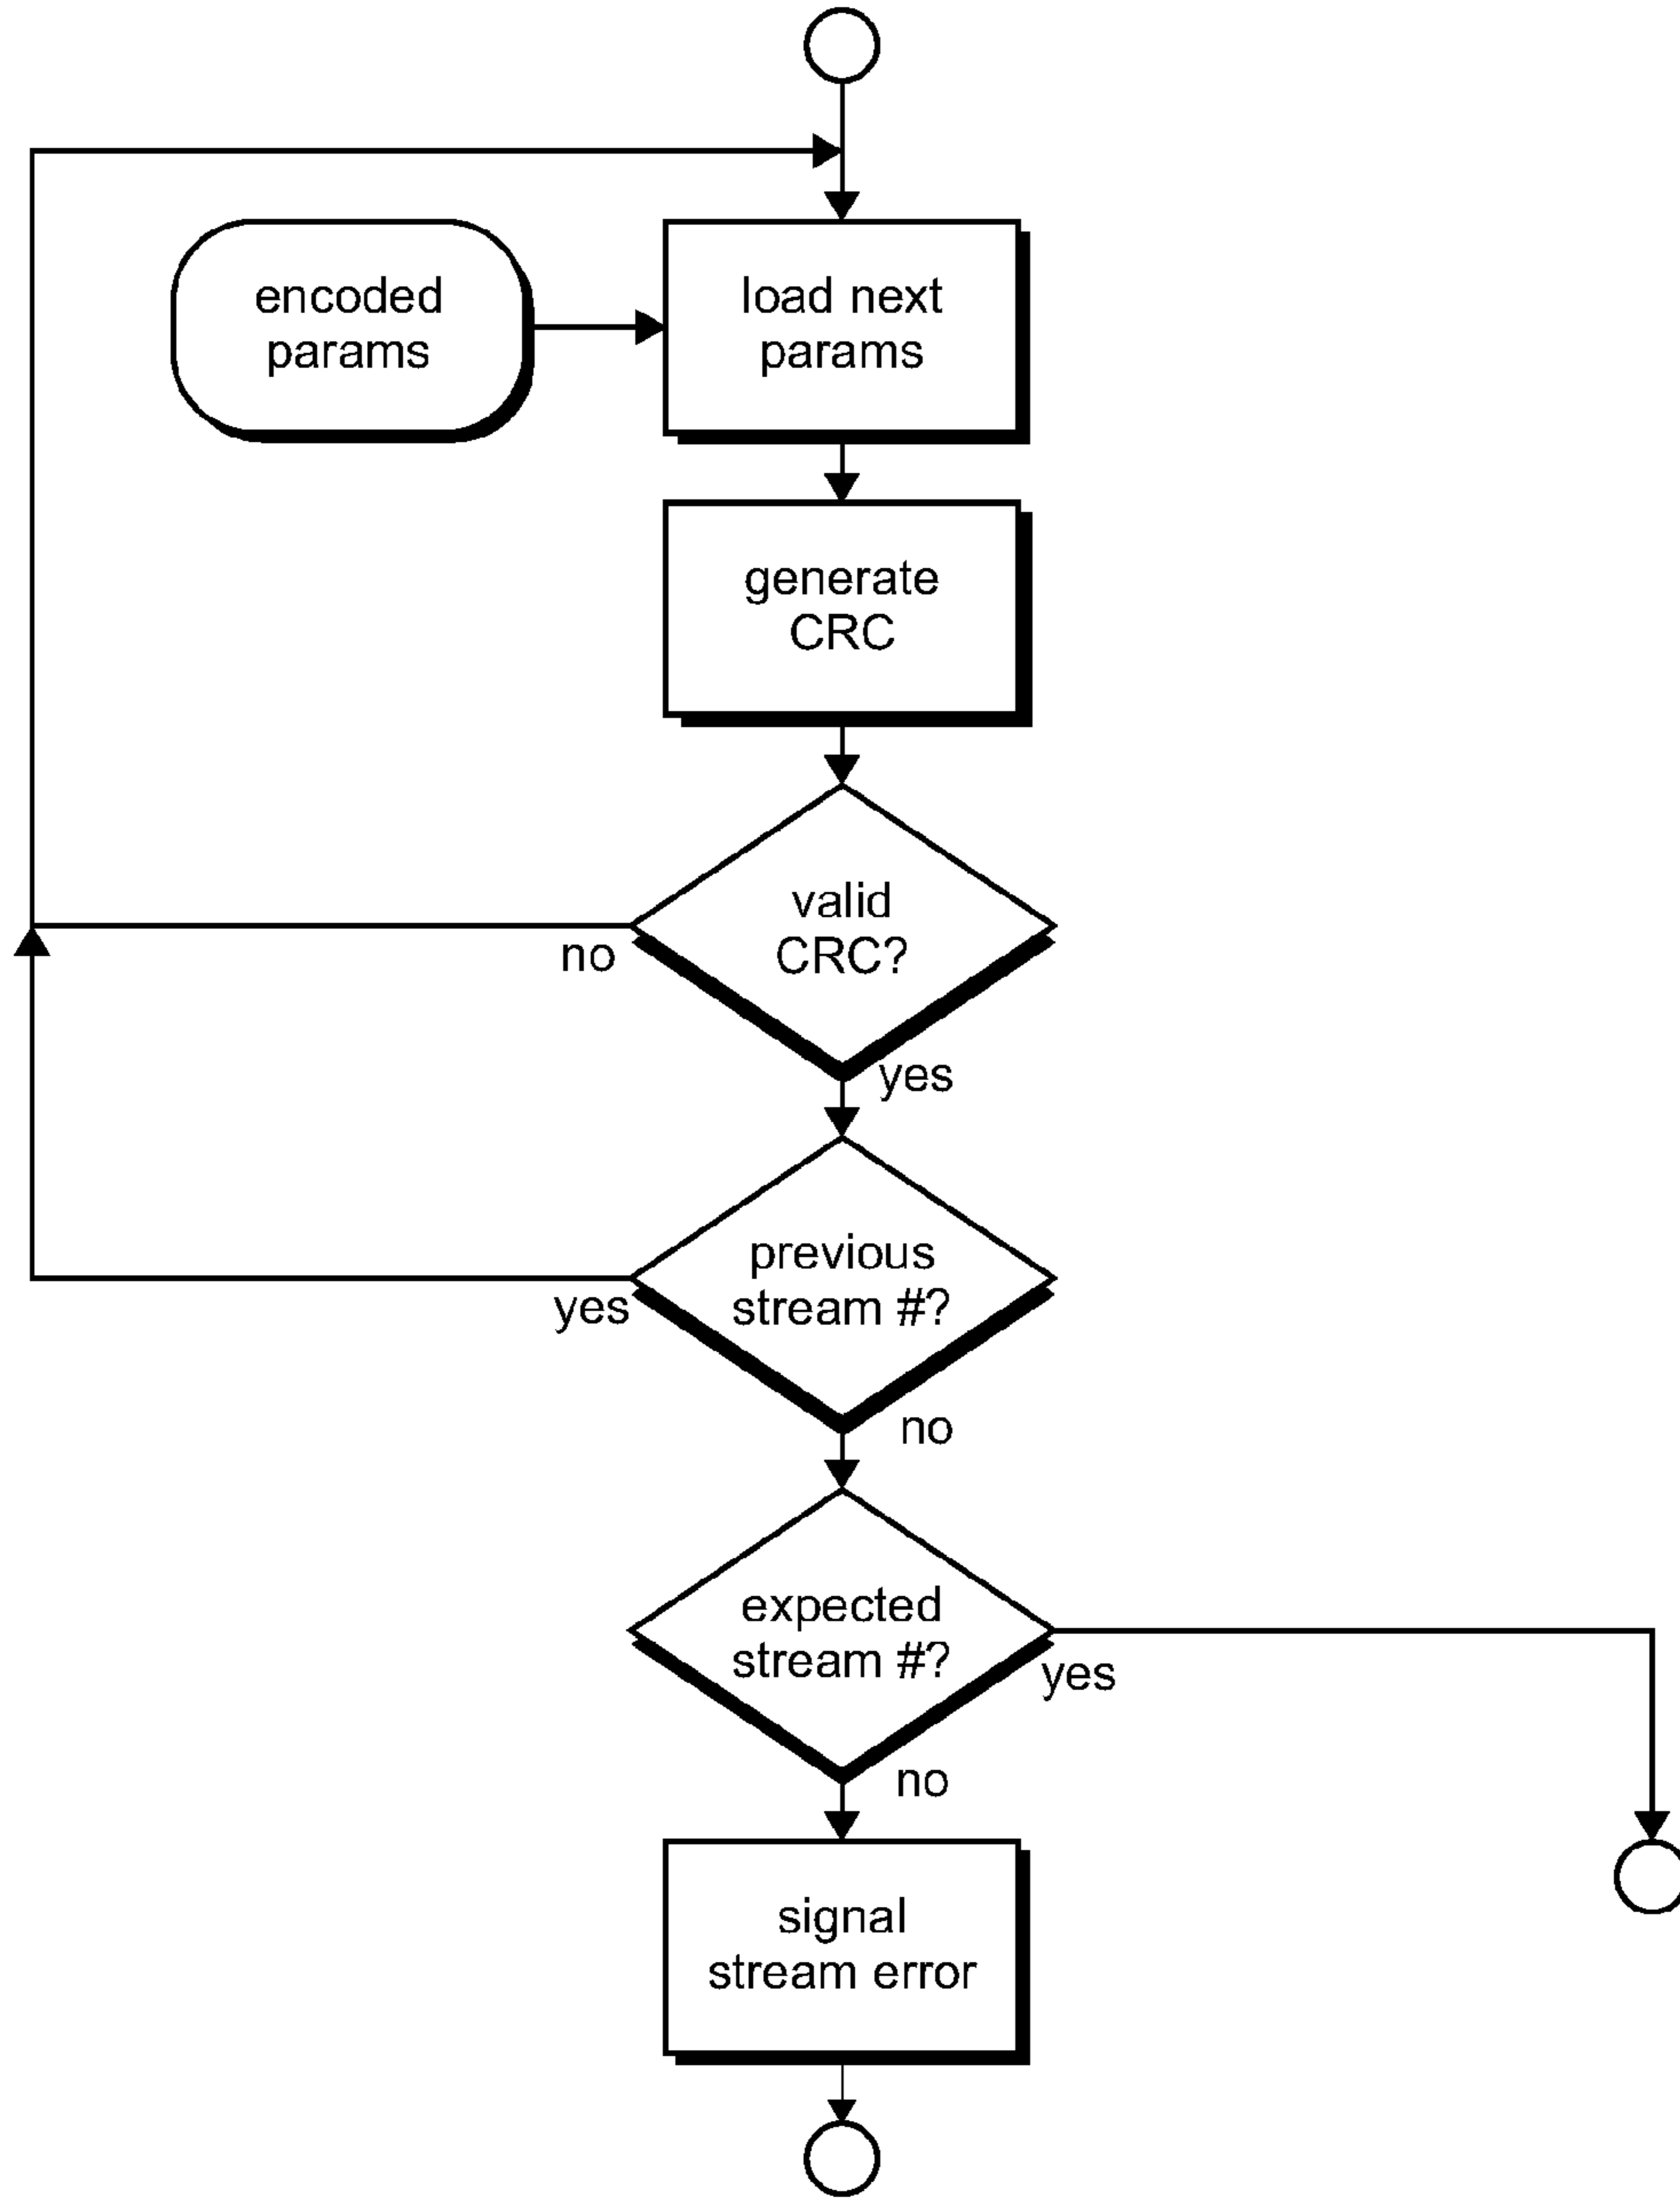 encoded
params
load next
params
generate
CRC
valid
CRC?
no
yes
previous
stream #?
yes
no
expected
stream #?
yes
no
signal
stream error